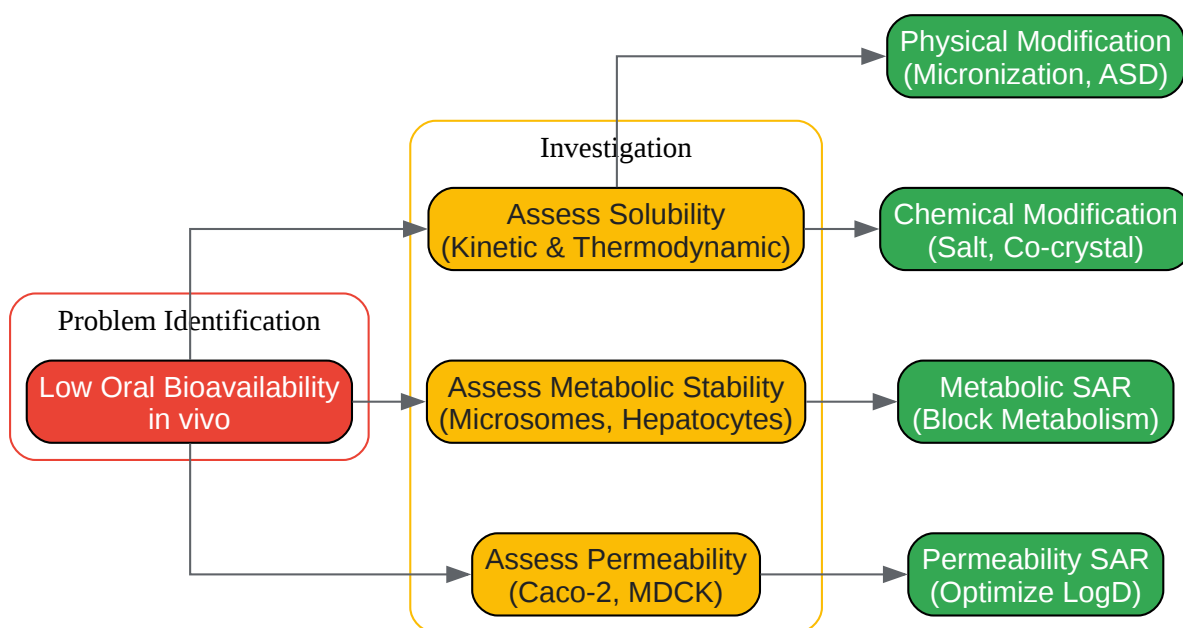 Problem Identification
Low Oral Bioavailability
in vivo
Investigation
Assess Solubility
(Kinetic & Thermodynamic)
Assess Metabolic Stability
(Microsomes, Hepatocytes)
Assess Permeability
(Caco-2, MDCK)
Physical Modification
(Micronization, ASD)
Chemical Modification
(Salt, Co-crystal)
Metabolic SAR
(Block Metabolism)
Permeability SAR
(Optimize LogD)